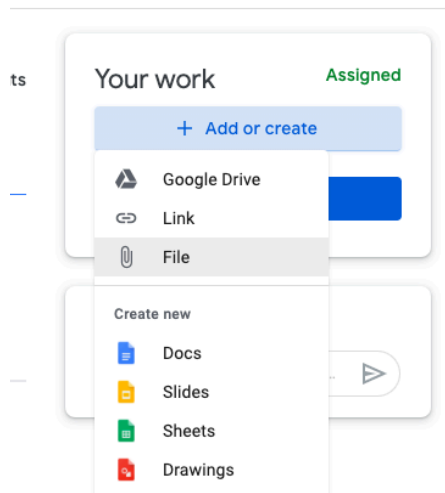 ts
Your work
Assigned
+ Add or create
Google Drive
Link
File
Create new
Docs
Slides
Sheets
Drawings